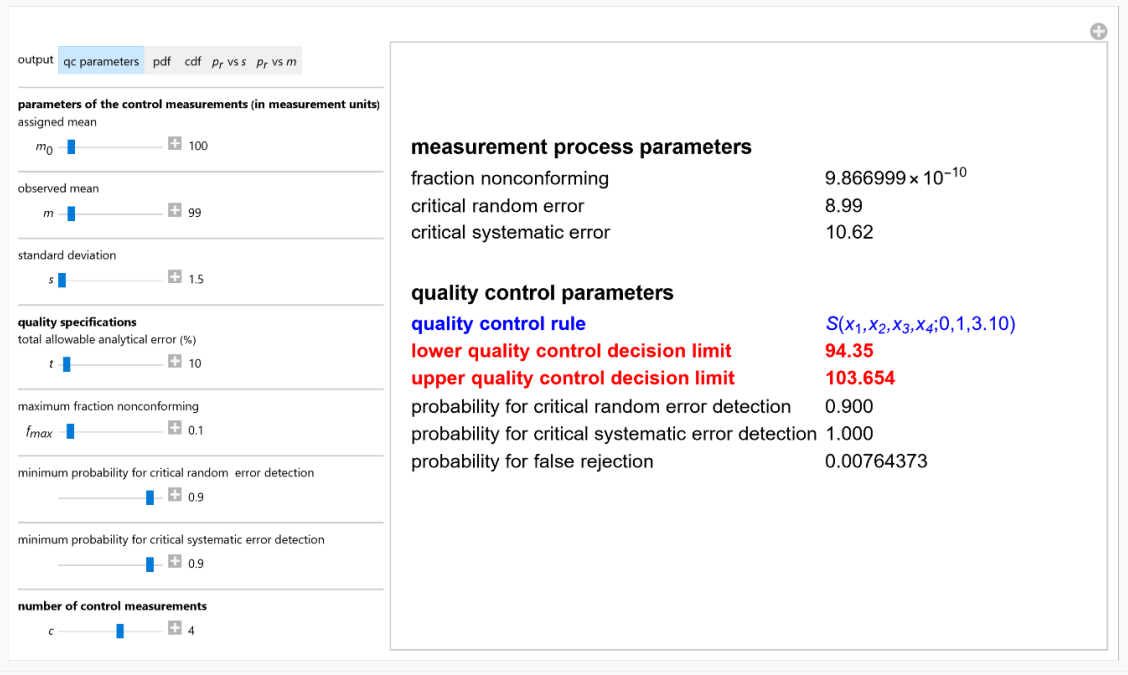 output qc parameters pdf cdf pr vs s pr vs m
parameters of the control measurements (in measurement units)
assigned mean
m0 100
observed mean
m 99
standard deviation
s 1.5
quality specifications
total allowable analytical error (%)
t 10
maximum fraction nonconforming
fmax 0.1
minimum probability for critical random error detection
0.9
minimum probability for critical systematic error detection
0.9
number of control measurements
c 4
measurement process parameters
fraction nonconforming 9.866999 × 10^-10
critical random error 8.99
critical systematic error 10.62
quality control parameters
quality control rule S(x1,x2,x3,x4;0,1,3.10)
lower quality control decision limit 94.35
upper quality control decision limit 103.654
probability for critical random error detection 0.900
probability for critical systematic error detection 1.000
probability for false rejection 0.00764373